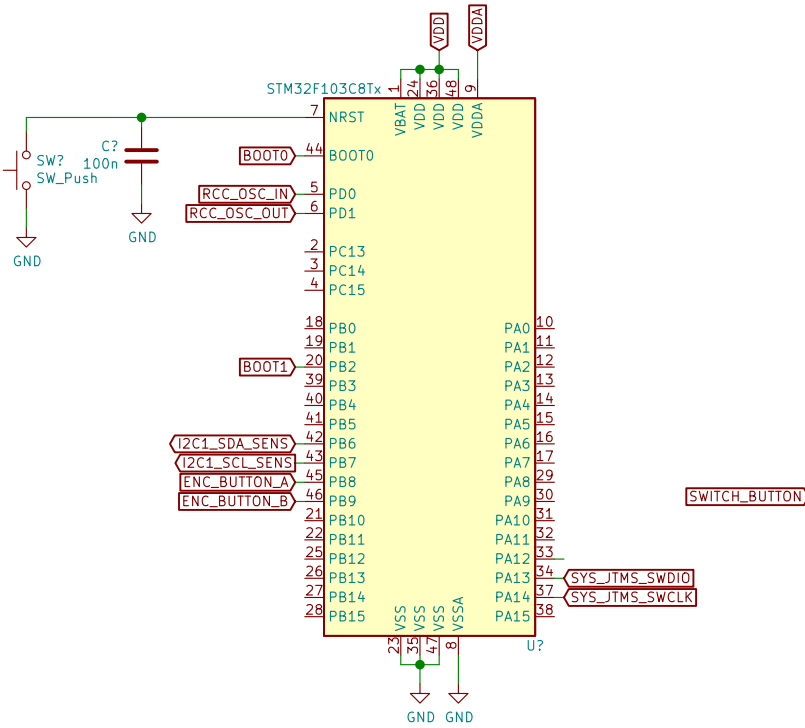 VDD
VDDA
STM32F103C8Tx
1
24
36
48
9
VBAT
VDD
VDD
VDD
VDDA
7 NRST
SW?
SW_Push
GND
C?
100n
GND
BOOT0 44 BOOT0
RCC_OSC_IN 5 PD0
RCC_OSC_OUT 6 PD1
2 PC13
3 PC14
4 PC15
18 PB0 PA0 10
19 PB1 PA1 11
BOOT1 20 PB2 PA2 12
39 PB3 PA3 13
40 PB4 PA4 14
41 PB5 PA5 15
I2C1_SDA_SENS 42 PB6 PA6 16
I2C1_SCL_SENS 43 PB7 PA7 17
ENC_BUTTON_A 45 PB8 PA8 29
ENC_BUTTON_B 46 PB9 PA9 30 SWITCH_BUTTON
21 PB10 PA10 31
22 PB11 PA11 32
25 PB12 PA12 33
26 PB13 PA13 34 SYS_JTMS_SWDIO
27 PB14 PA14 37 SYS_JTMS_SWCLK
28 PB15 PA15 38
VSS
VSS
VSS
VSSA
23
35
47
8
U?
GND GND